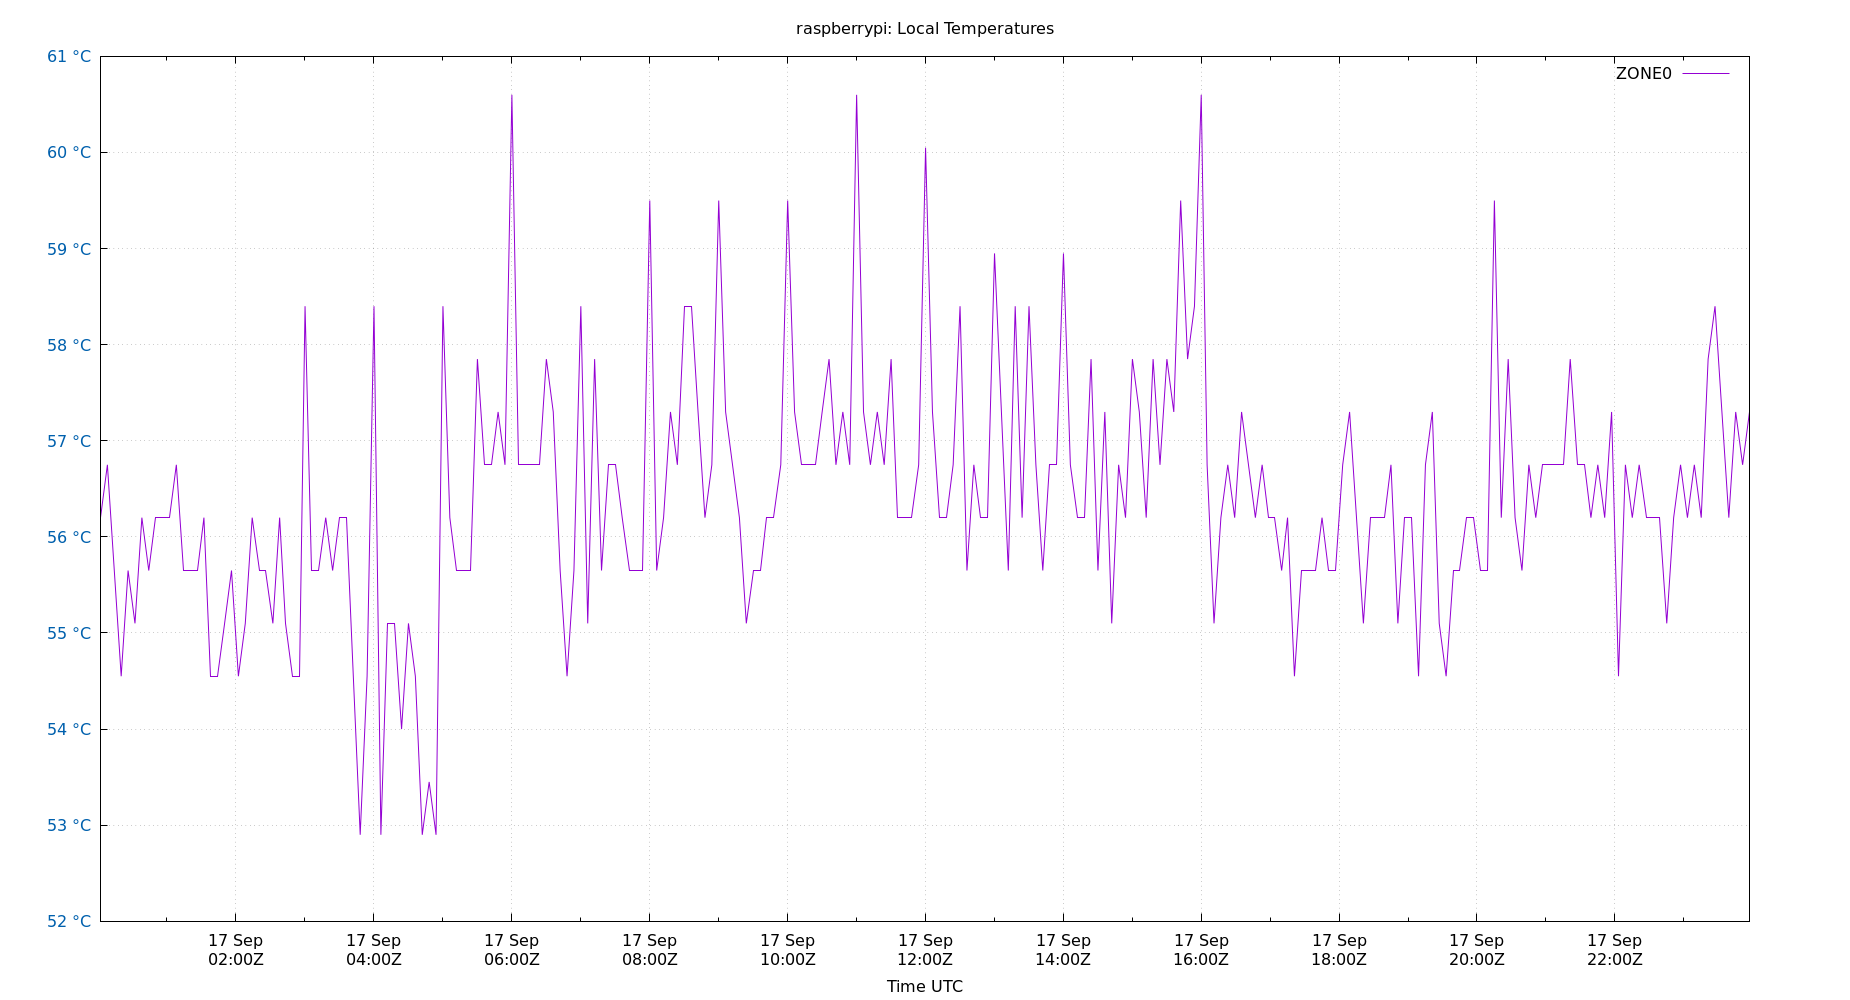 raspberrypi: Local Temperatures
61 °C
ZONE0
60 °C
59 °C
58 °C
57 °C
56 °C
55 °C
54 °C
53 °C
52 °C
17 Sep 17 Sep 17 Sep 17 Sep 17 Sep 17 Sep 17 Sep 17 Sep 17 Sep 17 Sep 17 Sep
02:00Z 04:00Z 06:00Z 08:00Z 10:00Z 12:00Z 14:00Z 16:00Z 18:00Z 20:00Z 22:00Z
Time UTC